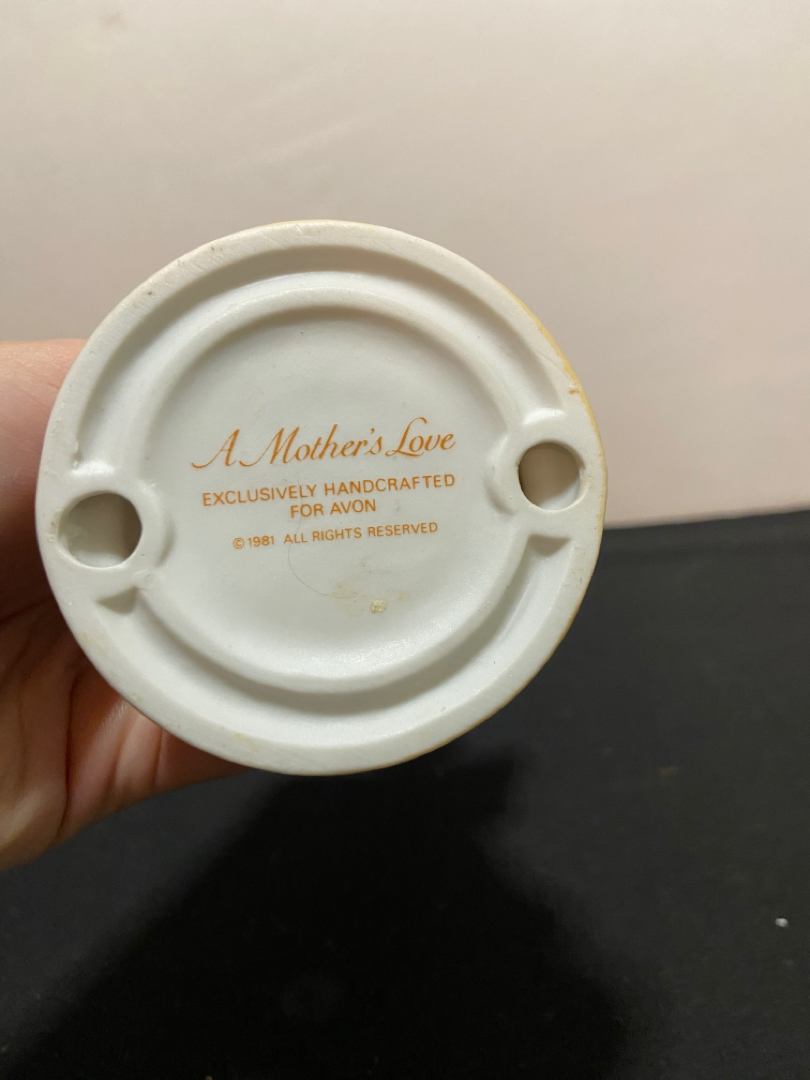 A Mother's Love
EXCLUSIVELY HANDCRAFTED
FOR AVON
©1981 ALL RIGHTS RESERVED